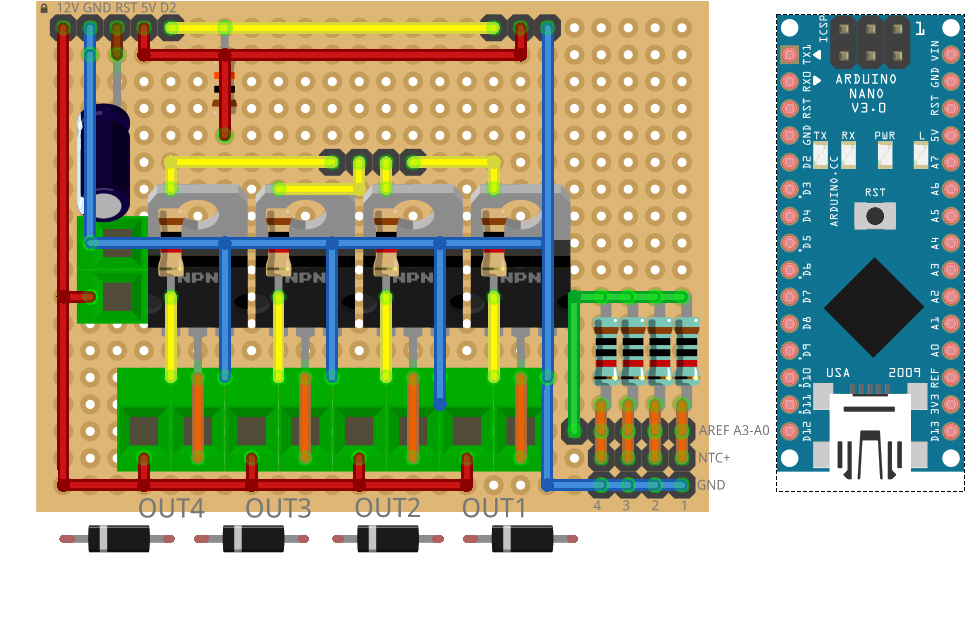 12V GND RST 5V D2
NPN
NPN
NPN
NPN
AREF A3-A0
NTC+
GND
4 3 2 1
OUT4 OUT3 OUT2 OUT1
ICSP
1
ARDUINO
NANO
V3.0
TX RX PWR L
ARDUINO.CC
RST
USA 2009
TX1
RX0
RST
GND
D2
D3
D4
D5
D6
D7
D8
D9
D10
D11
D12
VIN
GND
RST
5V
A7
A6
A5
A4
A3
A2
A1
A0
REF
3V3
D13